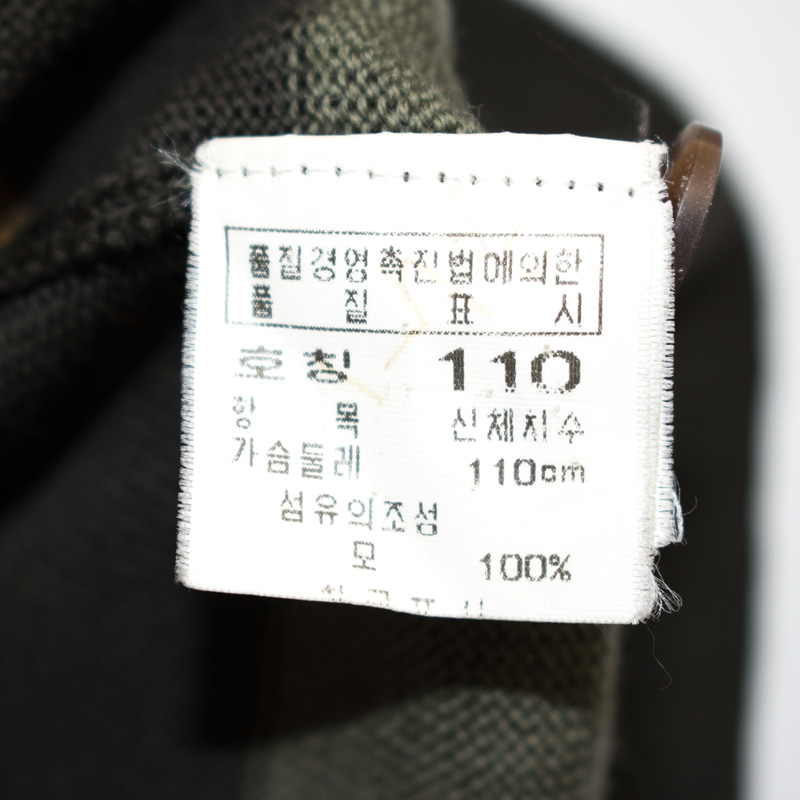 품질경영촉진법에의한
품 질 표 시
호칭 110
항 목 신체치수
가슴둘레 110cm
섬유의조성
모 100%